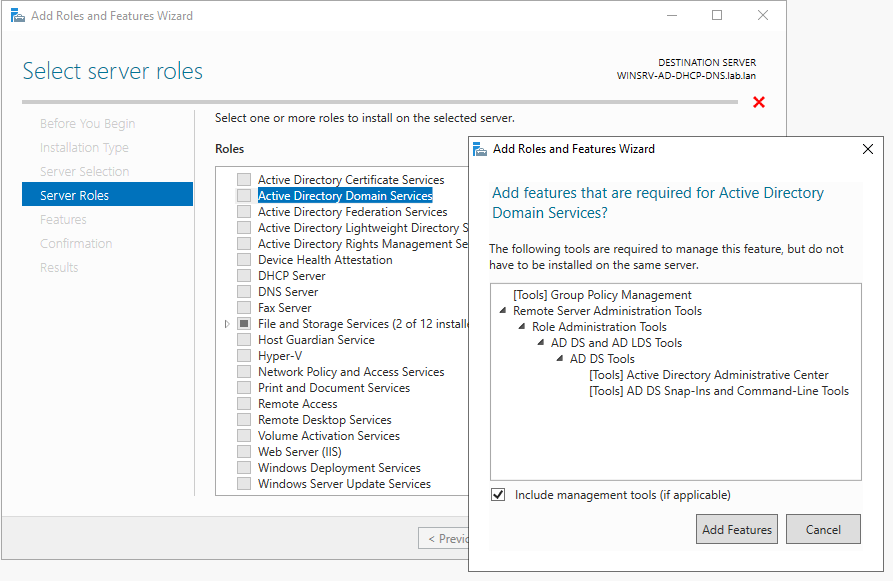 Add Roles and Features Wizard
Select server roles
DESTINATION SERVER
WINSRV-AD-DHCP-DNS.lab.lan
Before You Begin
Installation Type
Server Selection
Server Roles
Features
Confirmation
Results
Select one or more roles to install on the selected server.
Roles
Active Directory Certificate Services
Active Directory Domain Services
Active Directory Federation Services
Active Directory Lightweight Directory S
Active Directory Rights Management Se
Device Health Attestation
DHCP Server
DNS Server
Fax Server
File and Storage Services (2 of 12 installe
Host Guardian Service
Hyper-V
Network Policy and Access Services
Print and Document Services
Remote Access
Remote Desktop Services
Volume Activation Services
Web Server (IIS)
Windows Deployment Services
Windows Server Update Services
< Previo
Add Roles and Features Wizard
Add features that are required for Active Directory
Domain Services?
The following tools are required to manage this feature, but do not
have to be installed on the same server.
[Tools] Group Policy Management
Remote Server Administration Tools
Role Administration Tools
AD DS and AD LDS Tools
AD DS Tools
[Tools] Active Directory Administrative Center
[Tools] AD DS Snap-Ins and Command-Line Tools
Include management tools (if applicable)
Add Features
Cancel